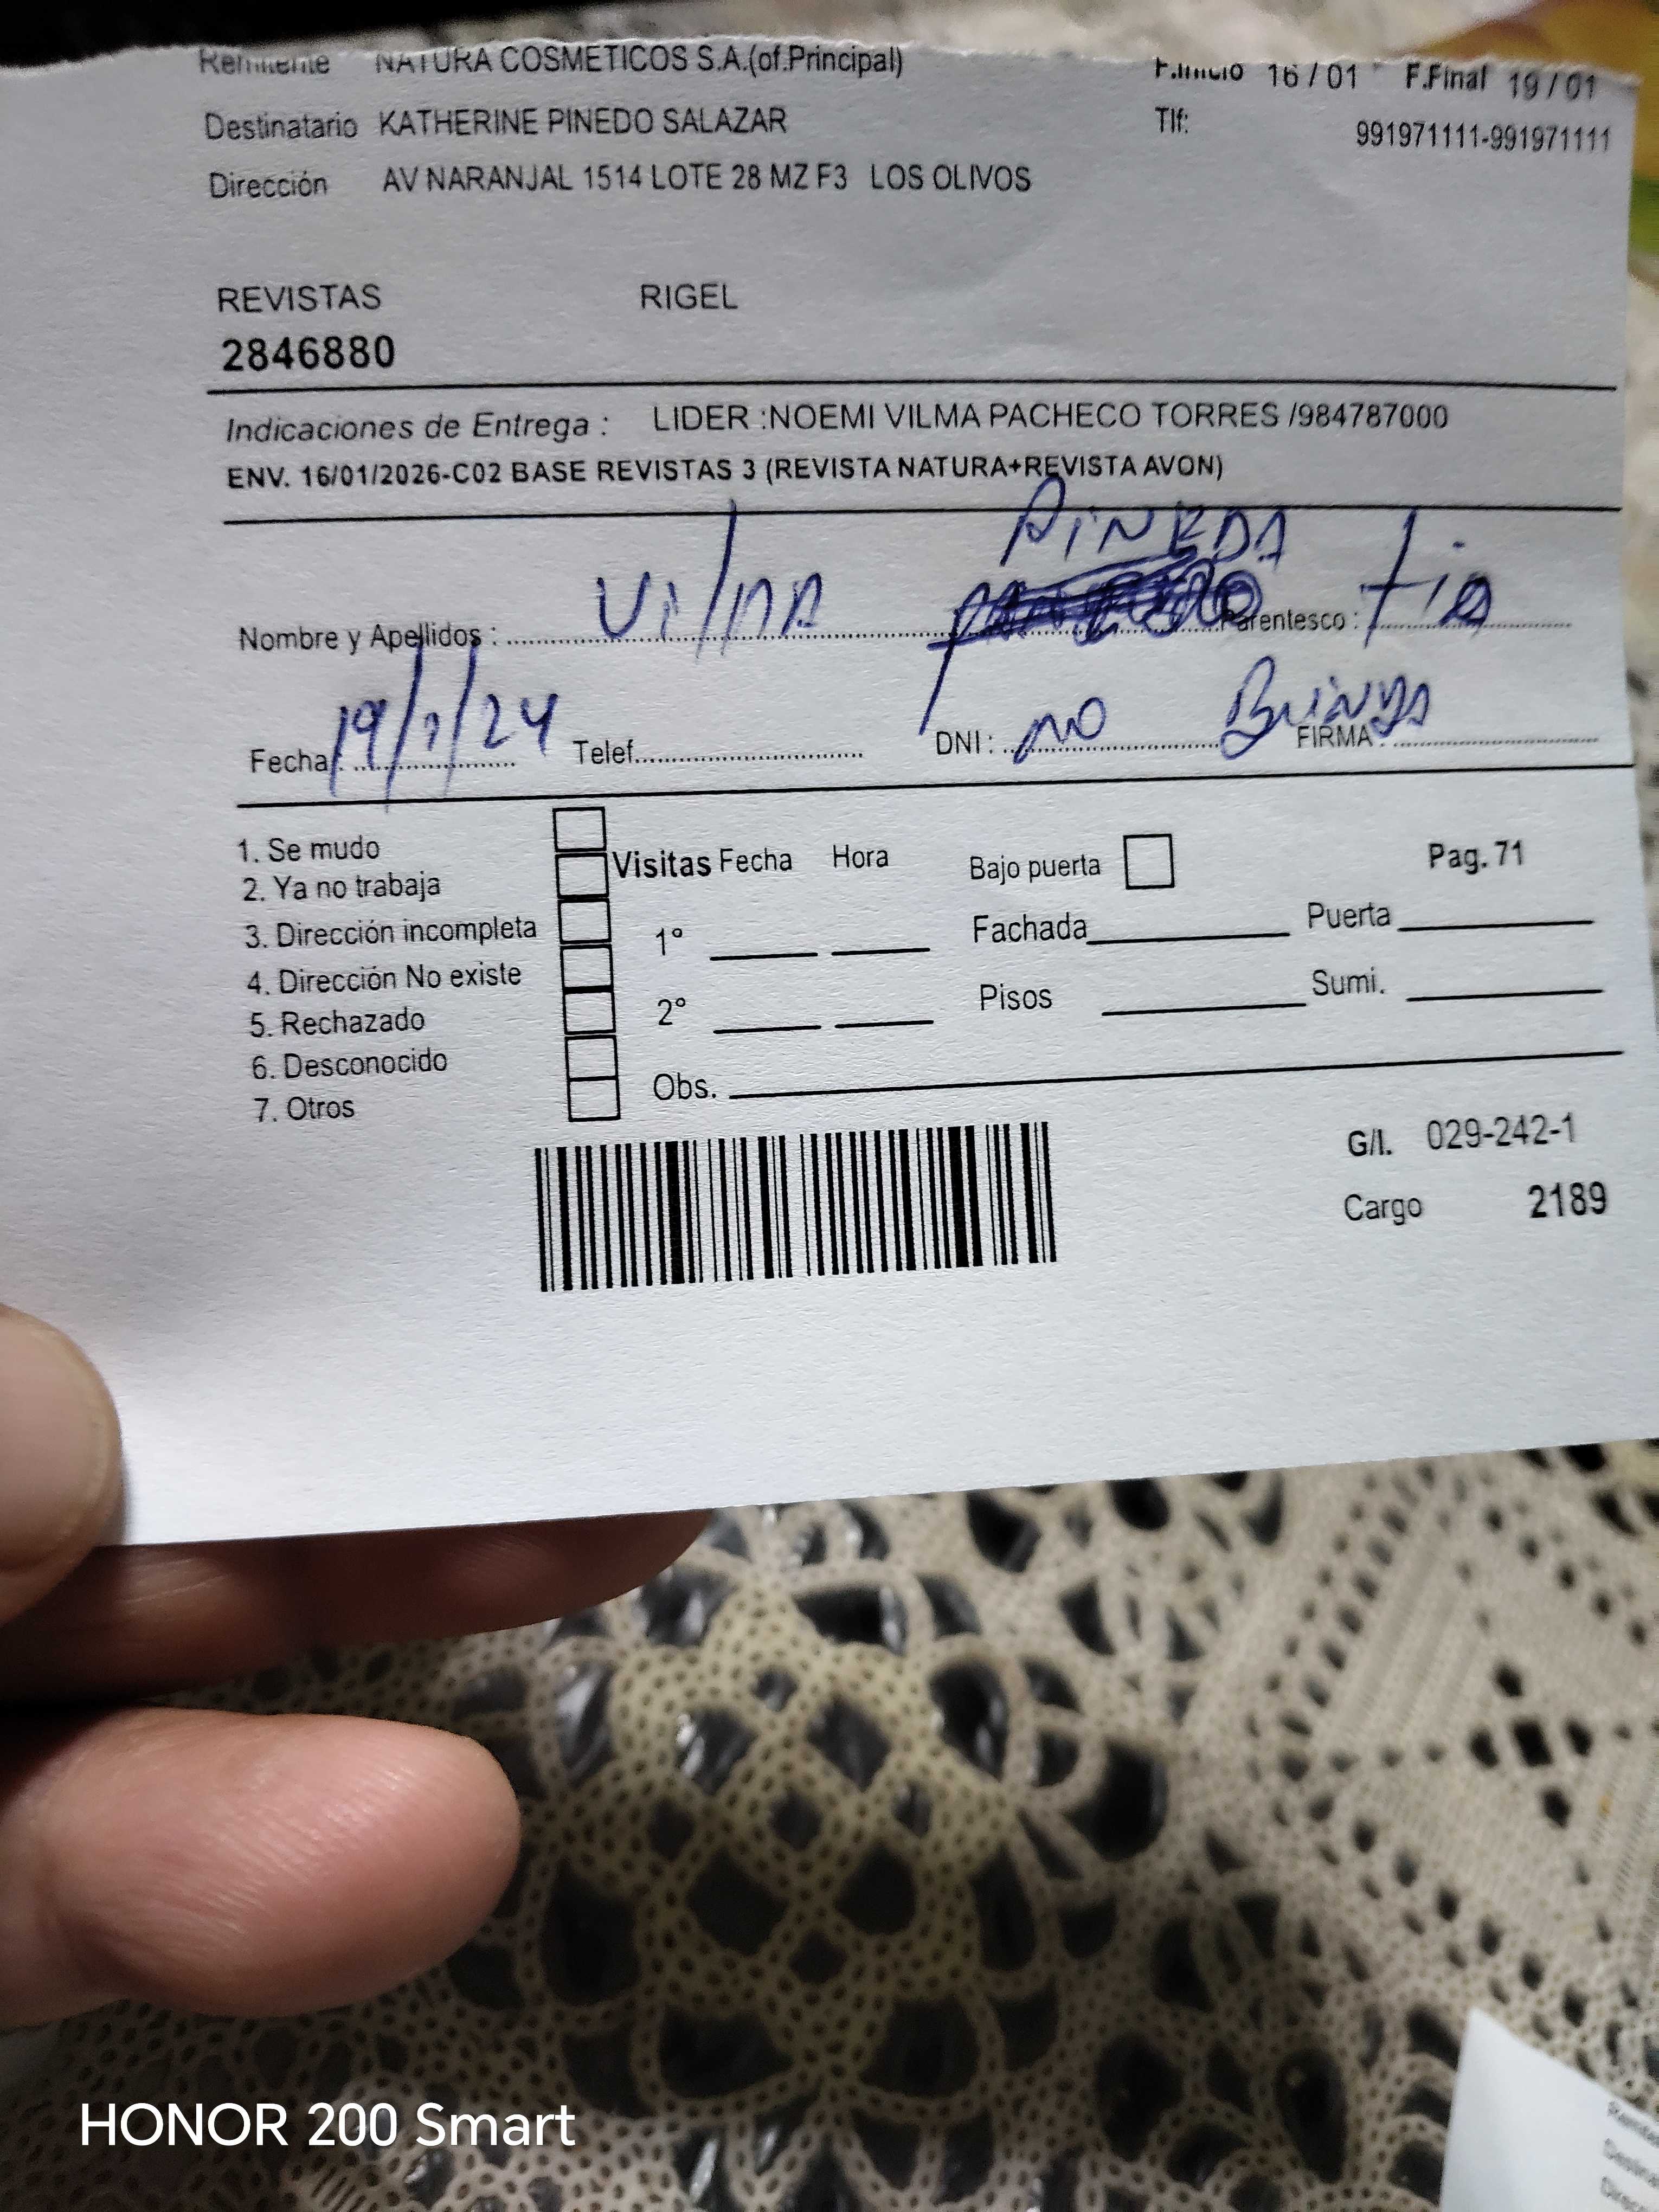 Remitente NATURA COSMETICOS S.A.(of.Principal) F.Inicio 16 / 01 F.Final 19 / 01
Destinatario KATHERINE PINEDO SALAZAR Tlf: 991971111-991971111
Dirección AV NARANJAL 1514 LOTE 28 MZ F3 LOS OLIVOS
REVISTAS RIGEL
2846880
Indicaciones de Entrega : LIDER :NOEMI VILMA PACHECO TORRES /984787000
ENV. 16/01/2026-C02 BASE REVISTAS 3 (REVISTA NATURA+REVISTA AVON)
PINEDA
Nombre y Apellidos : Vilma Parentesco : tia
Fecha: 19/1/24 Telef. DNI : no Brinda FIRMA :
1. Se mudo
2. Ya no trabaja
3. Dirección incompleta
4. Dirección No existe
5. Rechazado
6. Desconocido
7. Otros
Visitas Fecha Hora
1°
2°
Obs.
Bajo puerta Pag. 71
Fachada Puerta
Pisos Sumi.
G/I. 029-242-1
Cargo 2189
HONOR 200 Smart